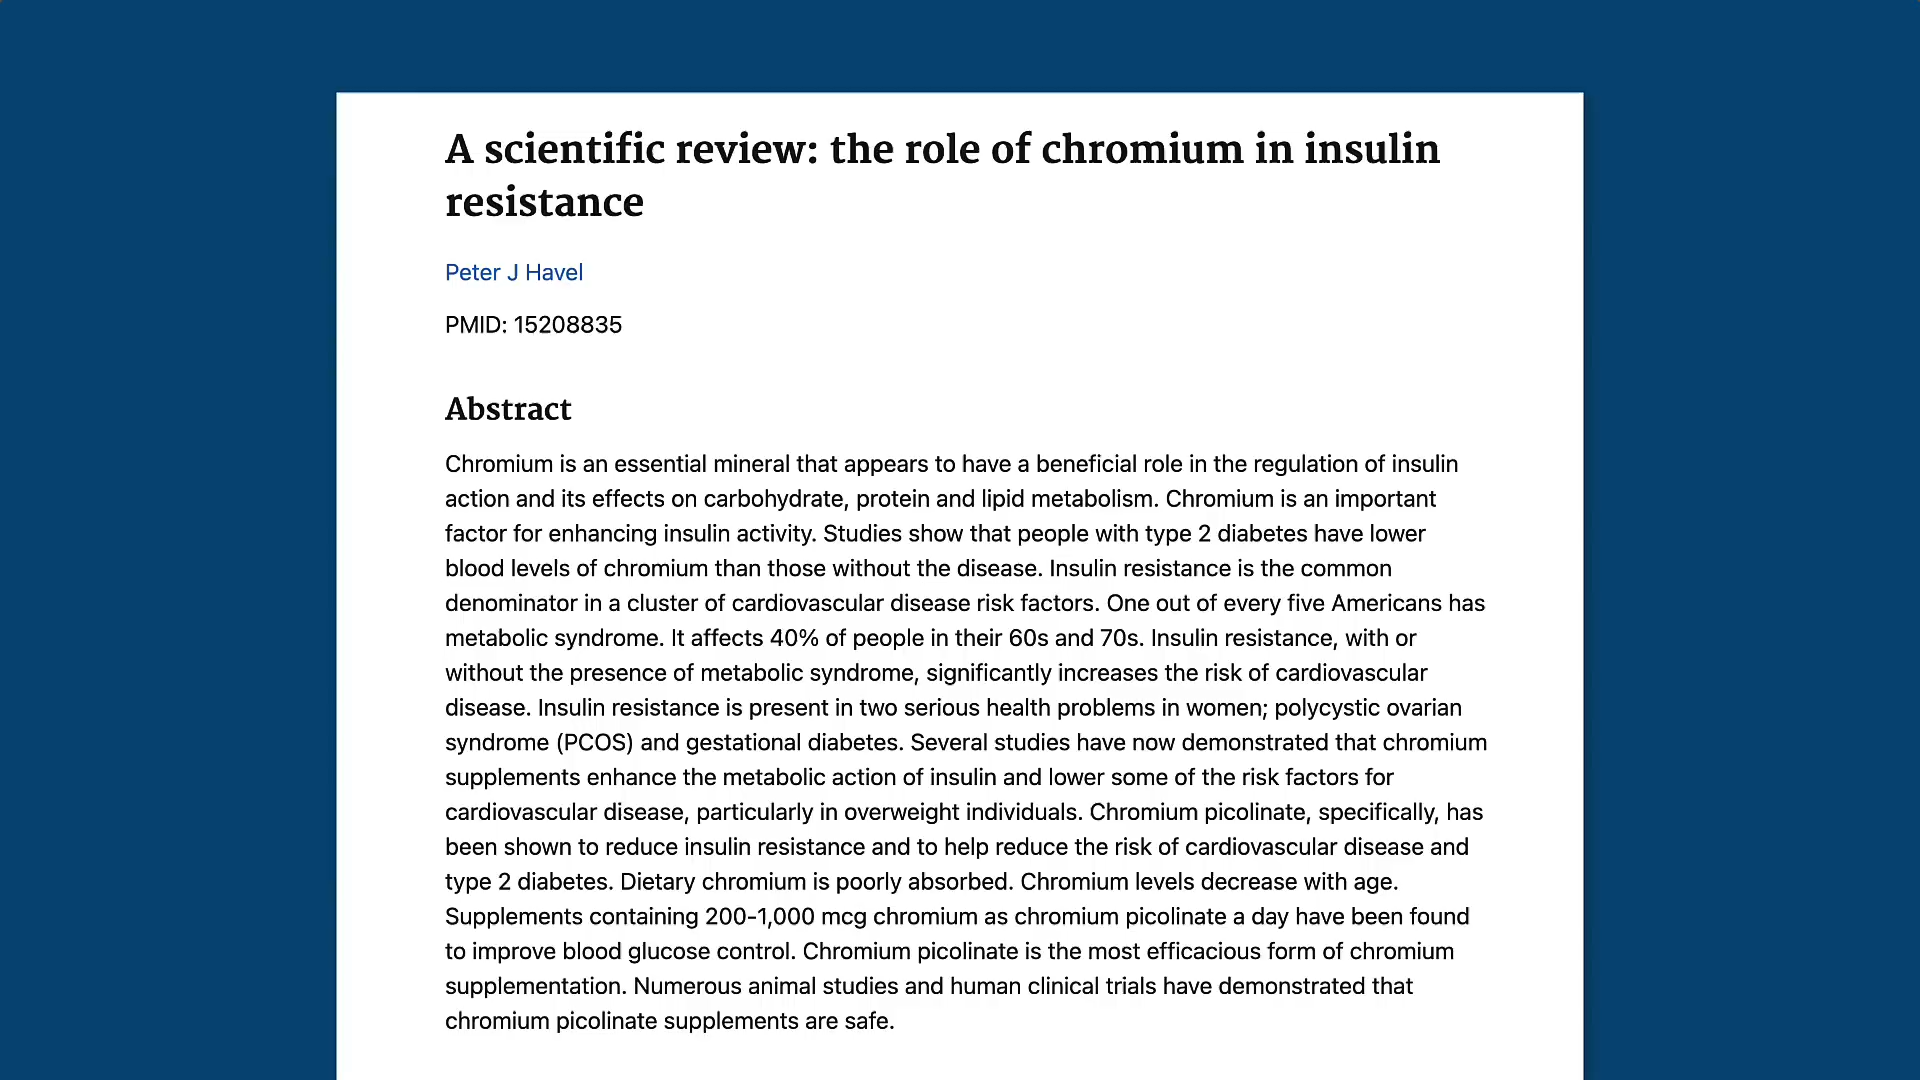 A scientific review: the role of chromium in insulin
resistance
Peter J Havel
PMID: 15208835
Abstract
Chromium is an essential mineral that appears to have a beneficial role in the regulation of insulin
action and its effects on carbohydrate, protein and lipid metabolism. Chromium is an important
factor for enhancing insulin activity. Studies show that people with type 2 diabetes have lower
blood levels of chromium than those without the disease. Insulin resistance is the common
denominator in a cluster of cardiovascular disease risk factors. One out of every five Americans has
metabolic syndrome. It affects 40% of people in their 60s and 70s. Insulin resistance, with or
without the presence of metabolic syndrome, significantly increases the risk of cardiovascular
disease. Insulin resistance is present in two serious health problems in women; polycystic ovarian
syndrome (PCOS) and gestational diabetes. Several studies have now demonstrated that chromium
supplements enhance the metabolic action of insulin and lower some of the risk factors for
cardiovascular disease, particularly in overweight individuals. Chromium picolinate, specifically, has
been shown to reduce insulin resistance and to help reduce the risk of cardiovascular disease and
type 2 diabetes. Dietary chromium is poorly absorbed. Chromium levels decrease with age.
Supplements containing 200-1,000 mcg chromium as chromium picolinate a day have been found
to improve blood glucose control. Chromium picolinate is the most efficacious form of chromium
supplementation. Numerous animal studies and human clinical trials have demonstrated that
chromium picolinate supplements are safe.